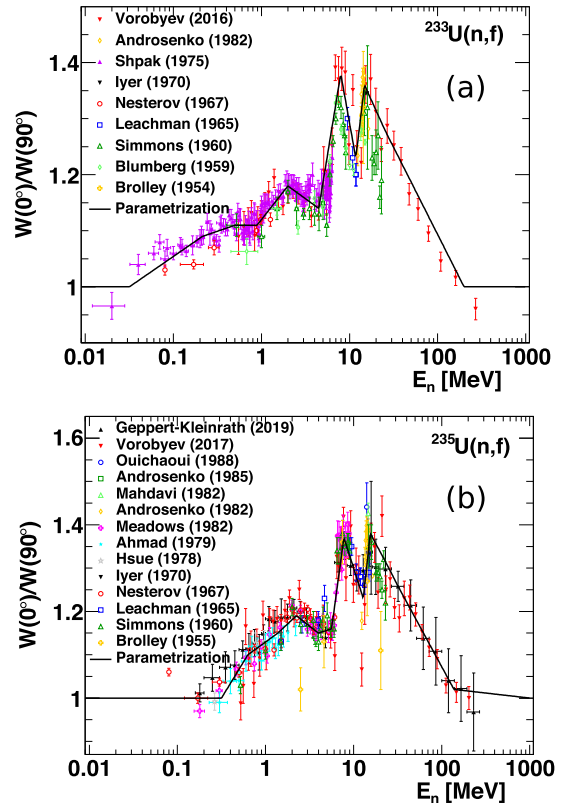 Vorobyev (2016)
Androsenko (1982)
Shpak (1975)
Iyer (1970)
Nesterov (1967)
Leachman (1965)
Simmons (1960)
Blumberg (1959)
Brolley (1954)
Parametrization
²³³U(n,f)
(a)
1.4
1.2
1
W(0°)/W(90°)
0.01 0.1 1 10 100 1000
Eₙ [MeV]
Geppert-Kleinrath (2019)
Vorobyev (2017)
Ouichaoui (1988)
Androsenko (1985)
Mahdavi (1982)
Androsenko (1982)
Meadows (1982)
Ahmad (1979)
Hsue (1978)
Iyer (1970)
Nesterov (1967)
Leachman (1965)
Simmons (1960)
Brolley (1955)
Parametrization
²³⁵U(n,f)
(b)
1.6
1.4
1.2
1
W(0°)/W(90°)
0.01 0.1 1 10 100 1000
Eₙ [MeV]